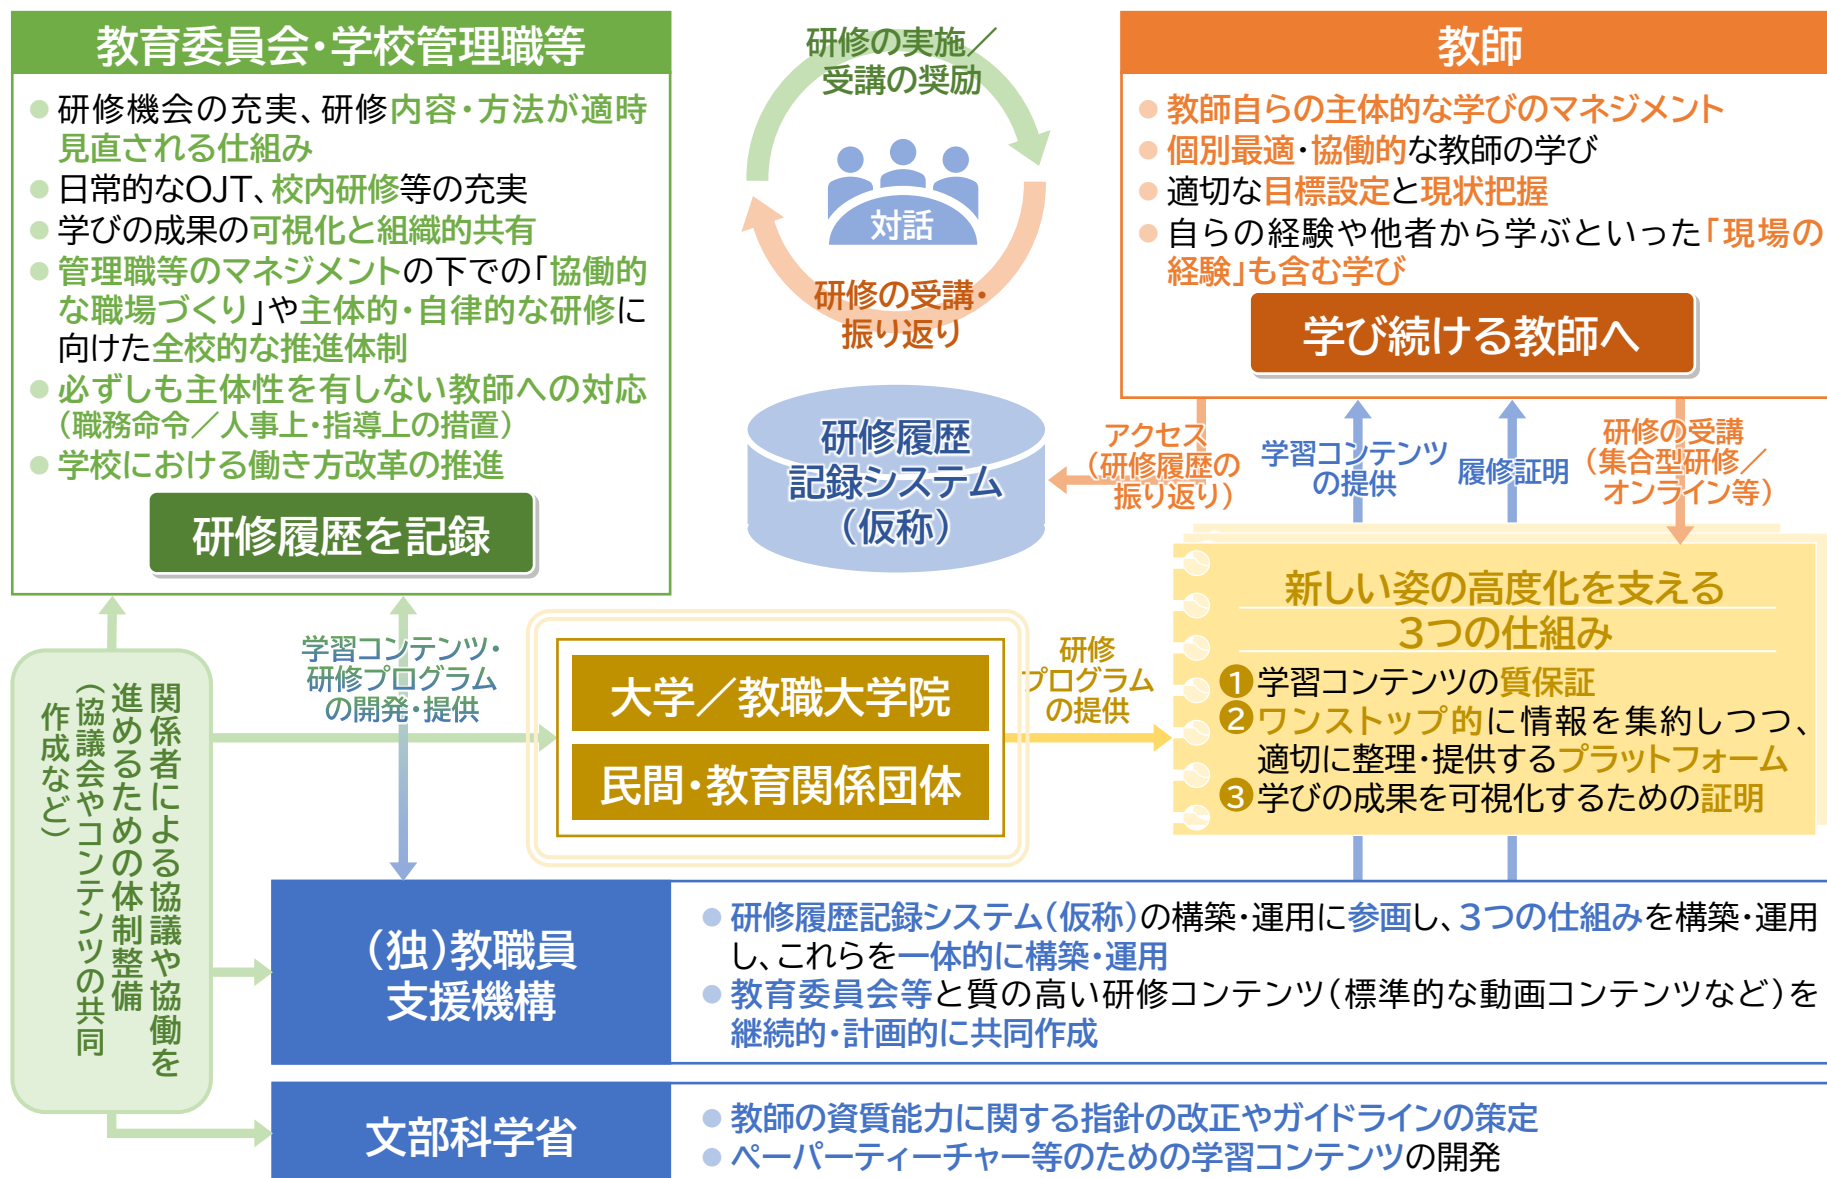 教育委員会・学校管理職等
● 研修機会の充実、研修内容・方法が適時
見直される仕組み
● 日常的なOJT、校内研修等の充実
● 学びの成果の可視化と組織的共有
● 管理職等のマネジメントの下での「協働的
な職場づくり」や主体的・自律的な研修に
向けた全校的な推進体制
● 必ずしも主体性を有しない教師への対応
（職務命令／人事上・指導上の措置）
● 学校における働き方改革の推進
研修履歴を記録
研修の実施／
受講の奨励
対話
研修の受講・
振り返り
研修履歴
記録システム
（仮称）
教師
● 教師自らの主体的な学びのマネジメント
● 個別最適・協働的な教師の学び
● 適切な目標設定と現状把握
● 自らの経験や他者から学ぶといった「現場の
経験」も含む学び
学び続ける教師へ
アクセス
（研修履歴の
振り返り）
学習コンテンツ
の提供
履修証明
研修の受講
（集合型研修／
オンライン等）
新しい姿の高度化を支える
3つの仕組み
❶学習コンテンツの質保証
❷ワンストップ的に情報を集約しつつ、
適切に整理・提供するプラットフォーム
❸学びの成果を可視化するための証明
学習コンテンツ・
研修プログラム
の開発・提供
大学／教職大学院
民間・教育関係団体
研修
プログラム
の提供
関係者による協議や協働を
進めるための体制整備
（協議会やコンテンツの共同
作成など）
（独）教職員
支援機構
● 研修履歴記録システム（仮称）の構築・運用に参画し、3つの仕組みを構築・運用
し、これらを一体的に構築・運用
● 教育委員会等と質の高い研修コンテンツ（標準的な動画コンテンツなど）を
継続的・計画的に共同作成
文部科学省
● 教師の資質能力に関する指針の改正やガイドラインの策定
● ペーパーティーチャー等のための学習コンテンツの開発